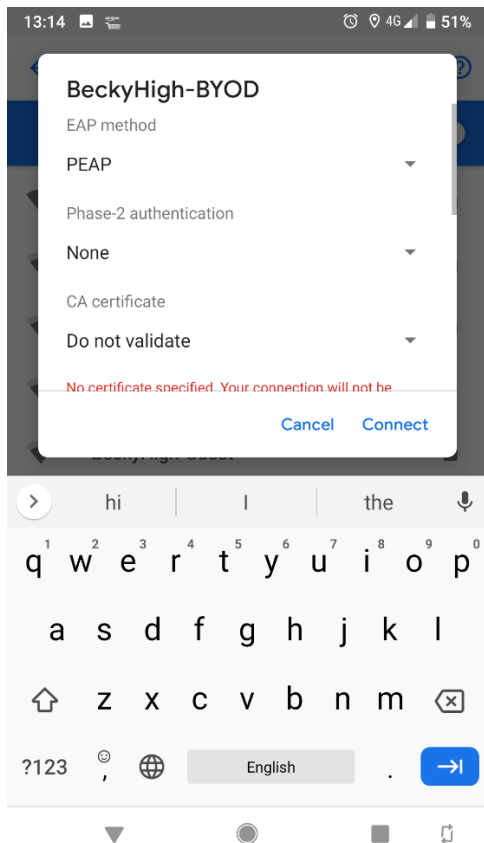 13:14 4G 51%
BeckyHigh-BYOD
EAP method
PEAP
Phase-2 authentication
None
CA certificate
Do not validate
No certificate specified. Your connection will not be
Cancel Connect
hi I the
1 2 3 4 5 6 7 8 9 0
q w e r t y u i o p
a s d f g h j k l
z x c v b n m
?123 , English .